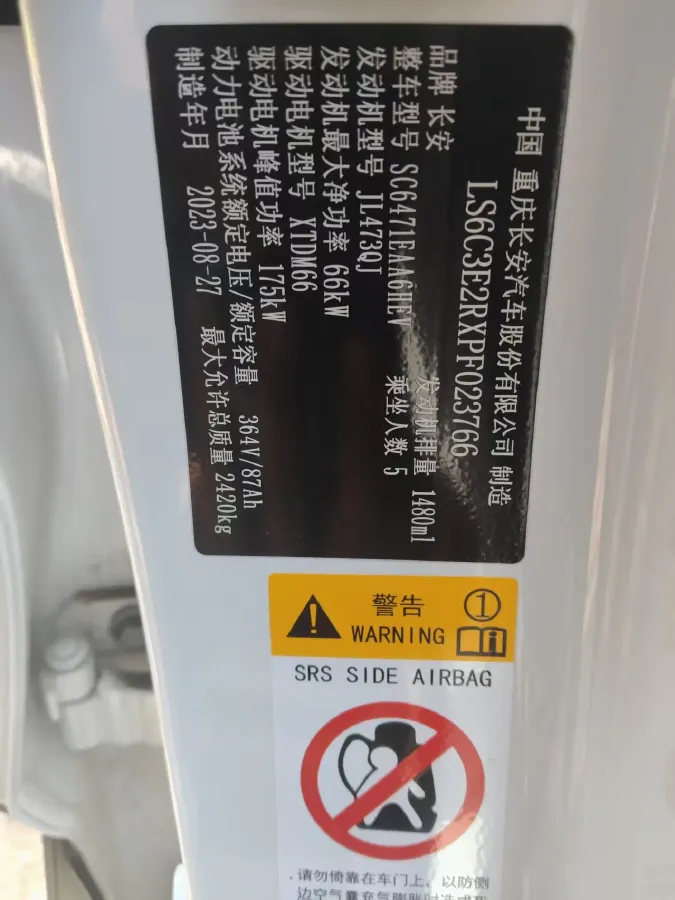 中国 重庆长安汽车股份有限公司 制造
LS6C3E2RXPF023766
品牌 长安
整车型号 SC6471EAA6HEV 发动机排量 1480ml
发动机型号 JL473QJ 乘坐人数 5
发动机最大净功率 66kW
驱动电机型号 XTDM66
驱动电机峰值功率 175kW
动力电池系统额定电压/额定容量 364V/87Ah
制造年月 2023-08-27 最大允许总质量 2420kg
警告 ①
WARNING
SRS SIDE AIRBAG
.请勿倚靠在车门上，以防侧
边空气囊充气膨胀时造成